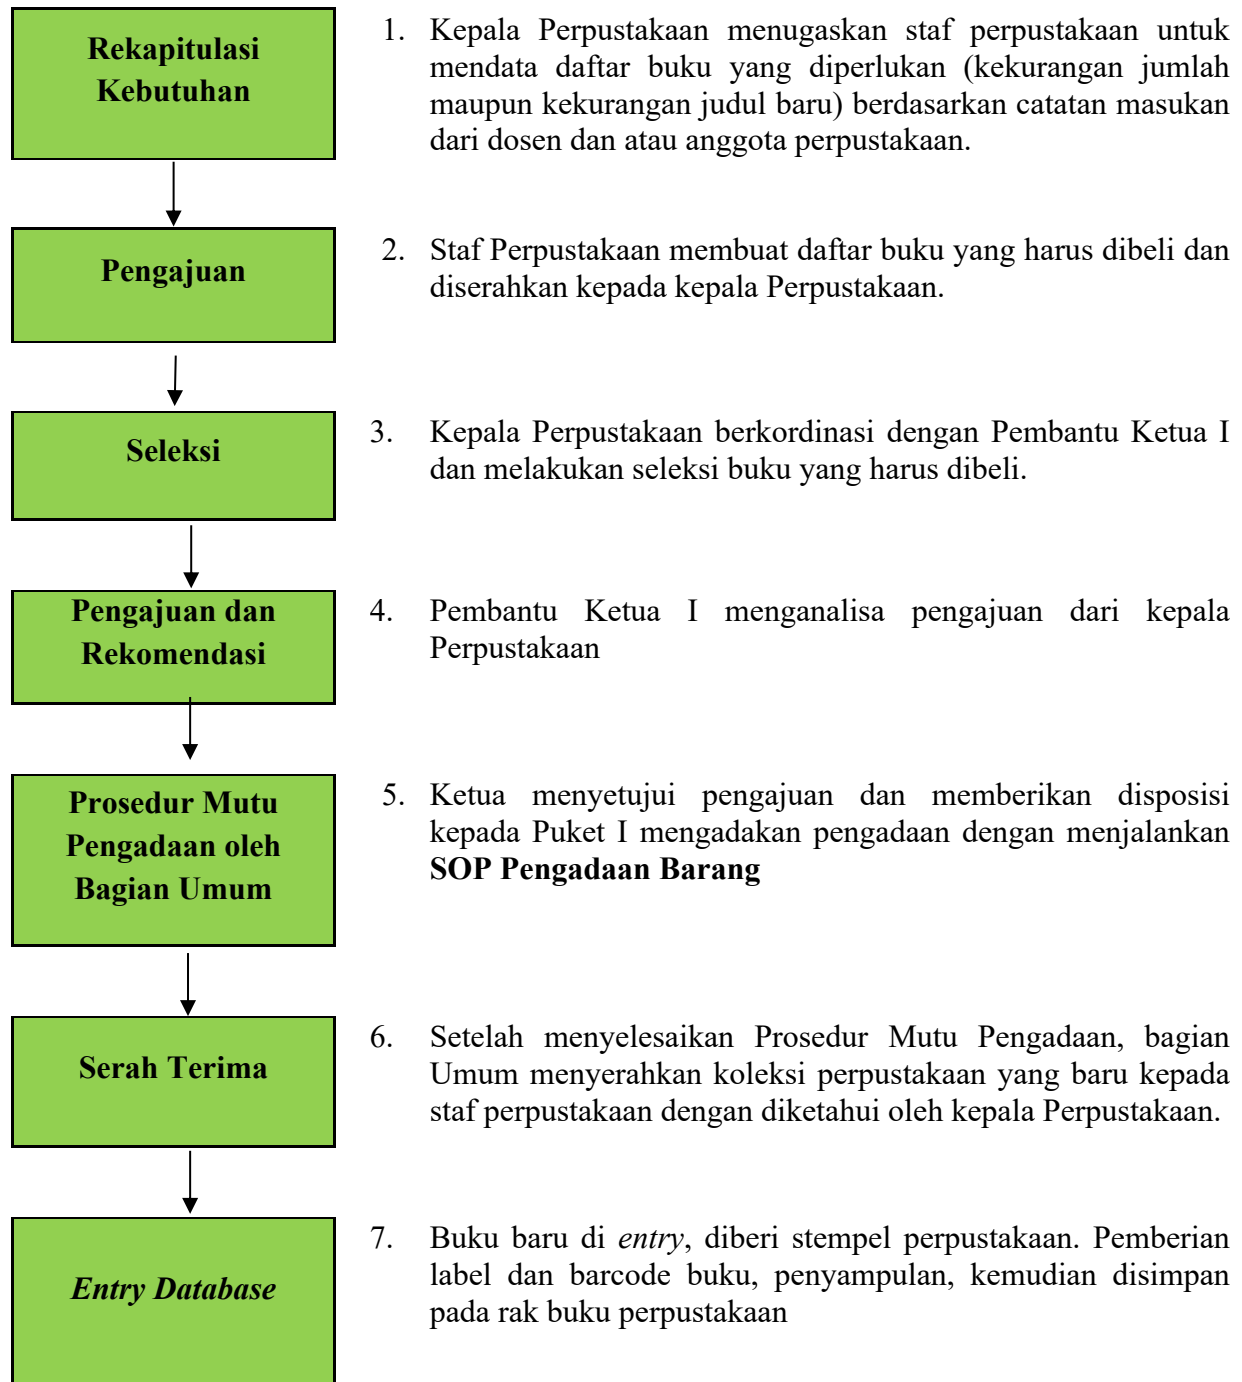 Rekapitulasi
Kebutuhan
1. Kepala Perpustakaan menugaskan staf perpustakaan untuk
mendata daftar buku yang diperlukan (kekurangan jumlah
maupun kekurangan judul baru) berdasarkan catatan masukan
dari dosen dan atau anggota perpustakaan.
Pengajuan
2. Staf Perpustakaan membuat daftar buku yang harus dibeli dan
diserahkan kepada kepala Perpustakaan.
Seleksi
3. Kepala Perpustakaan berkordinasi dengan Pembantu Ketua I
dan melakukan seleksi buku yang harus dibeli.
Pengajuan dan
Rekomendasi
4. Pembantu Ketua I menganalisa pengajuan dari kepala
Perpustakaan
Prosedur Mutu
Pengadaan oleh
Bagian Umum
5. Ketua menyetujui pengajuan dan memberikan disposisi
kepada Puket I mengadakan pengadaan dengan menjalankan
SOP Pengadaan Barang
Serah Terima
6. Setelah menyelesaikan Prosedur Mutu Pengadaan, bagian
Umum menyerahkan koleksi perpustakaan yang baru kepada
staf perpustakaan dengan diketahui oleh kepala Perpustakaan.
Entry Database
7. Buku baru di entry, diberi stempel perpustakaan. Pemberian
label dan barcode buku, penyampulan, kemudian disimpan
pada rak buku perpustakaan